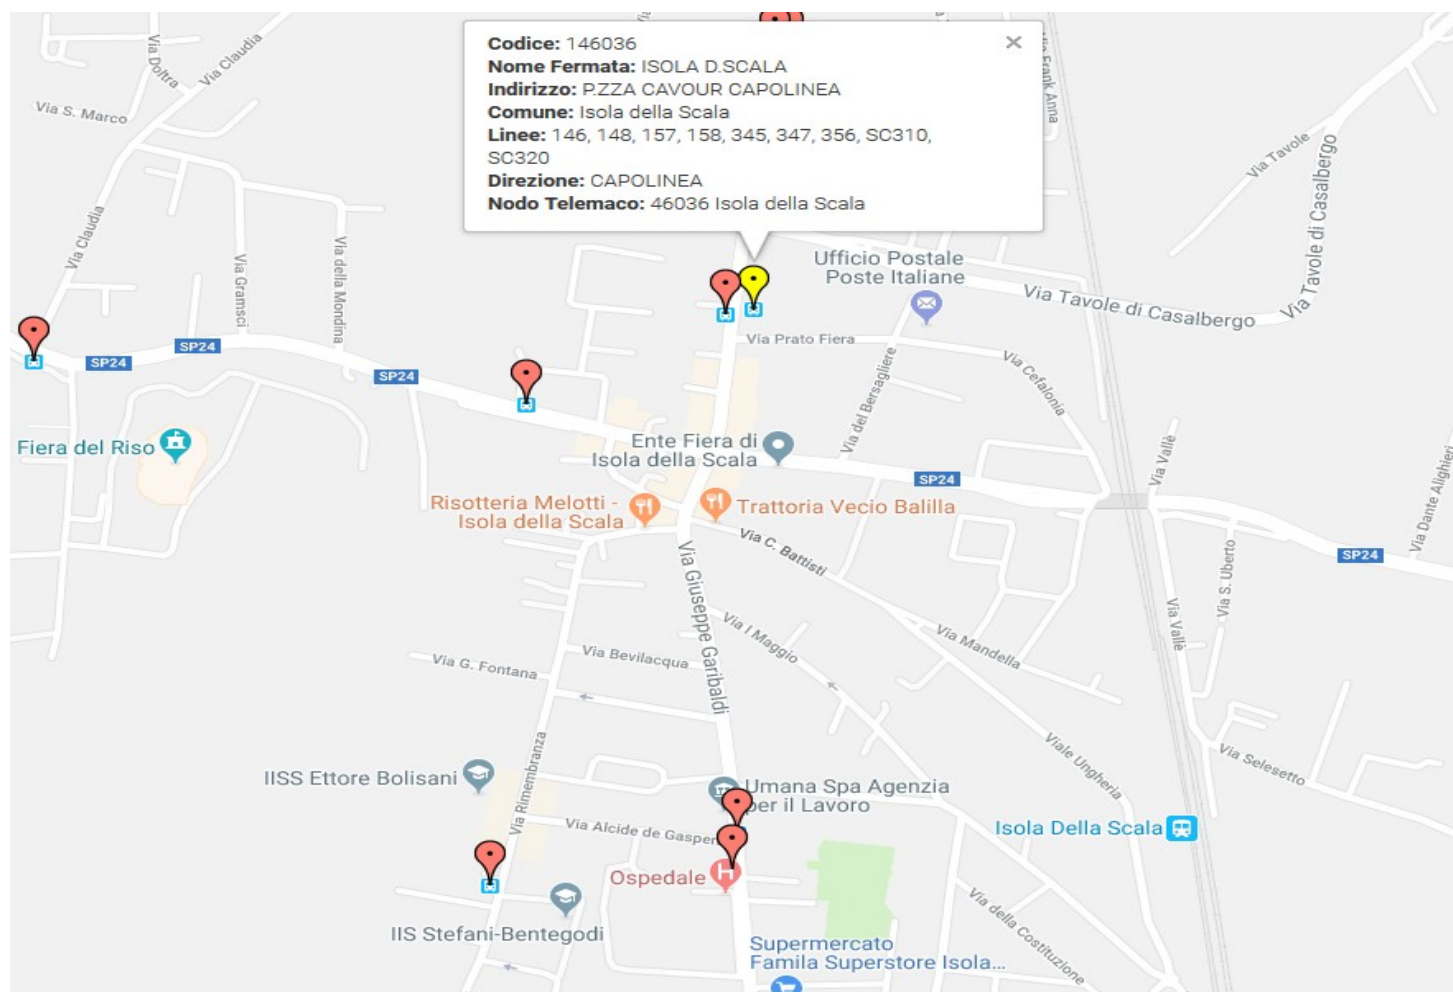 Codice: 146036
Nome Fermata: ISOLA D.SCALA
Indirizzo: P.ZZA CAVOUR CAPOLINEA
Comune: Isola della Scala
Linee: 146, 148, 157, 158, 345, 347, 356, SC310,
SC320
Direzione: CAPOLINEA
Nodo Telemaco: 46036 Isola della Scala
Via Doltra
Via Claudia
Via S. Marco
Via Frank Anna
Via Tavole
Via Tavole di Casalbergo
Via Claudia
Via Gramsci
Via della Mondina
Ufficio Postale
Poste Italiane
Via Tavole di Casalbergo
Via Prato Fiera
SP24
SP24
SP24
Via Cefalonia
Via del Bersagliere
Fiera del Riso
Ente Fiera di
Isola della Scala
Via Vallè
Via Dante Alighieri
SP24
Risotteria Melotti -
Isola della Scala
Trattoria Vecio Balilla
Via C. Battisti
SP24
Via S. Uberto
Via Giuseppe Garibaldi
Via I Maggio
Via Mandella
Via Vallè
Via Bevilacqua
Via G. Fontana
Viale Ungheria
Via Selesetto
IISS Ettore Bolisani
Via Rimembranza
Umana Spa Agenzia
per il Lavoro
Via Alcide de Gasperi
Isola Della Scala
Ospedale
H
IIS Stefani-Bentegodi
Via della Costituzione
Supermercato
Famila Superstore Isola...